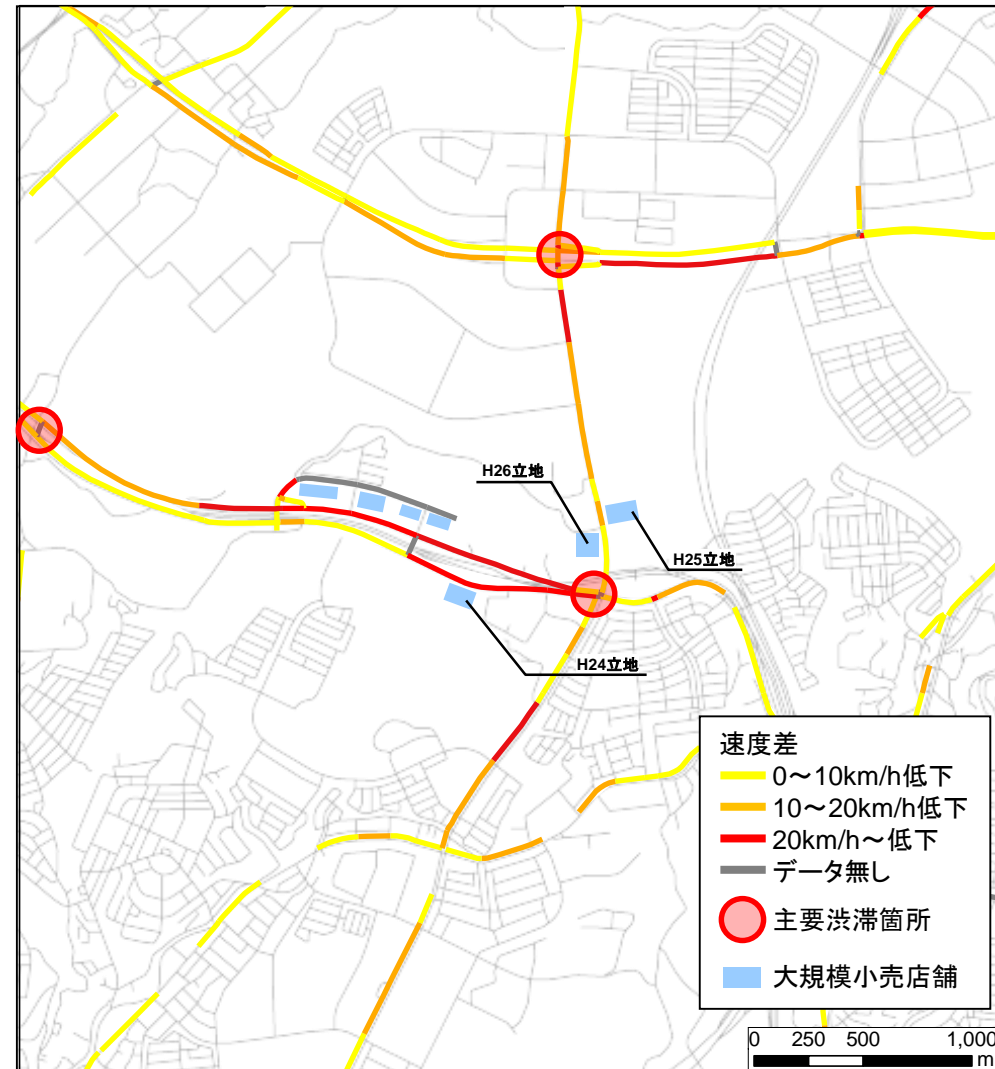 H26立地
H25立地
H24立地
速度差
0～10km/h低下
10～20km/h低下
20km/h～低下
データ無し
主要渋滞箇所
大規模小売店舗
0 250 500 1,000
m